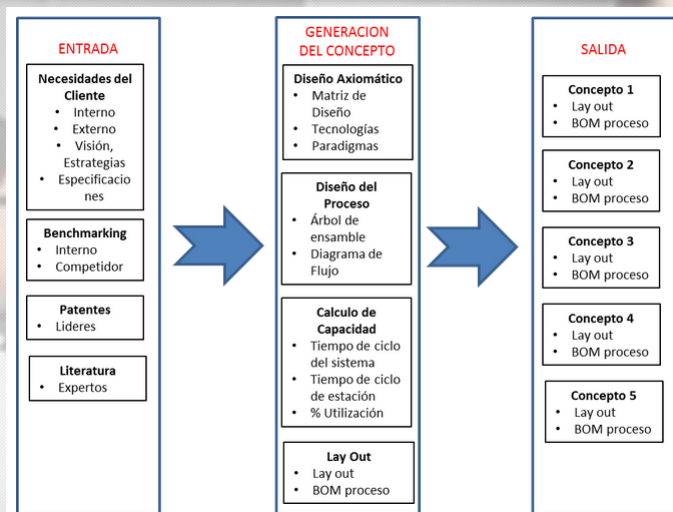 ENTRADA
Necesidades del
Cliente
• Interno
• Externo
• Visión,
Estrategias
• Especificacio
nes
Benchmarking
• Interno
• Competidor
Patentes
• Lideres
Literatura
• Expertos
GENERACION
DEL CONCEPTO
Diseño Axiomático
• Matriz de
Diseño
• Tecnologías
• Paradigmas
Diseño del
Proceso
• Árbol de
ensamble
• Diagrama de
Flujo
Calculo de
Capacidad
• Tiempo de ciclo
del sistema
• Tiempo de ciclo
de estación
• % Utilización
Lay Out
• Lay out
• BOM proceso
SALIDA
Concepto 1
• Lay out
• BOM proceso
Concepto 2
• Lay out
• BOM proceso
Concepto 3
• Lay out
• BOM proceso
Concepto 4
• Lay out
• BOM proceso
Concepto 5
• Lay out
• BOM proceso